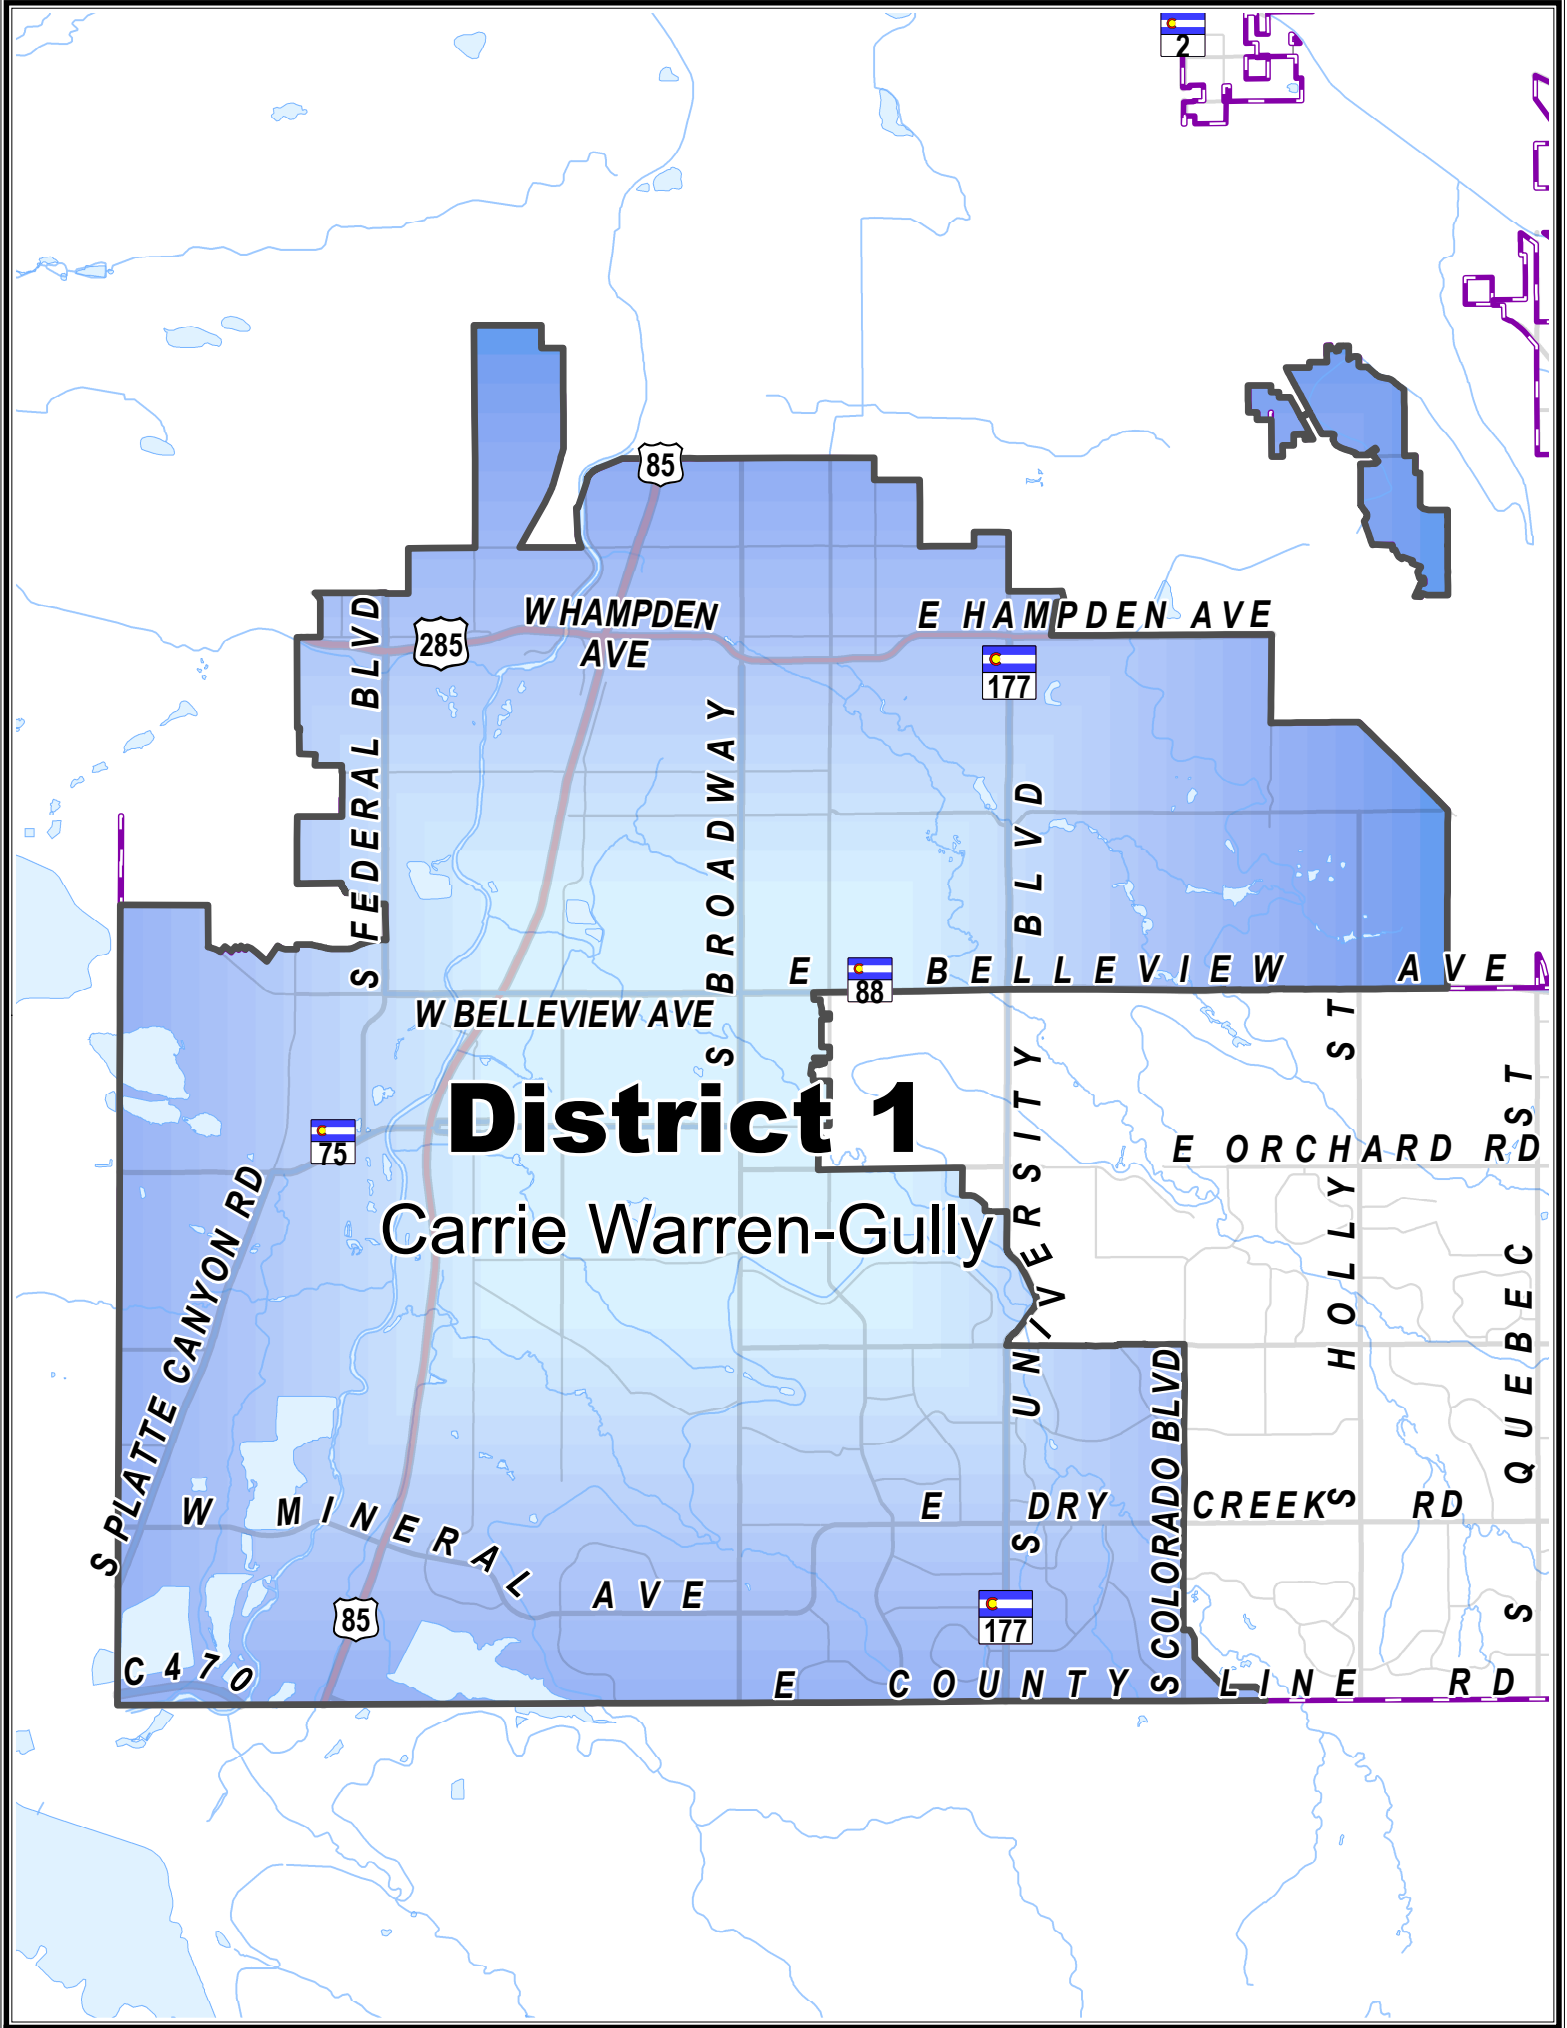 2
85
W HAMPDEN
AVE
E HAMPDEN AVE
285
177
S FEDERAL BLVD
S BROADWAY
S UNIVERSITY BLVD
E BELLEVIEW AVE
88
W BELLEVIEW AVE
S HOLLY ST
S QUEBEC ST
District 1
75
E ORCHARD RD
Carrie Warren-Gully
S PLATTE CANYON RD
S COLORADO BLVD
W MINERAL AVE
E DRY CREEK RD
85
177
C470
E COUNTY LINE RD